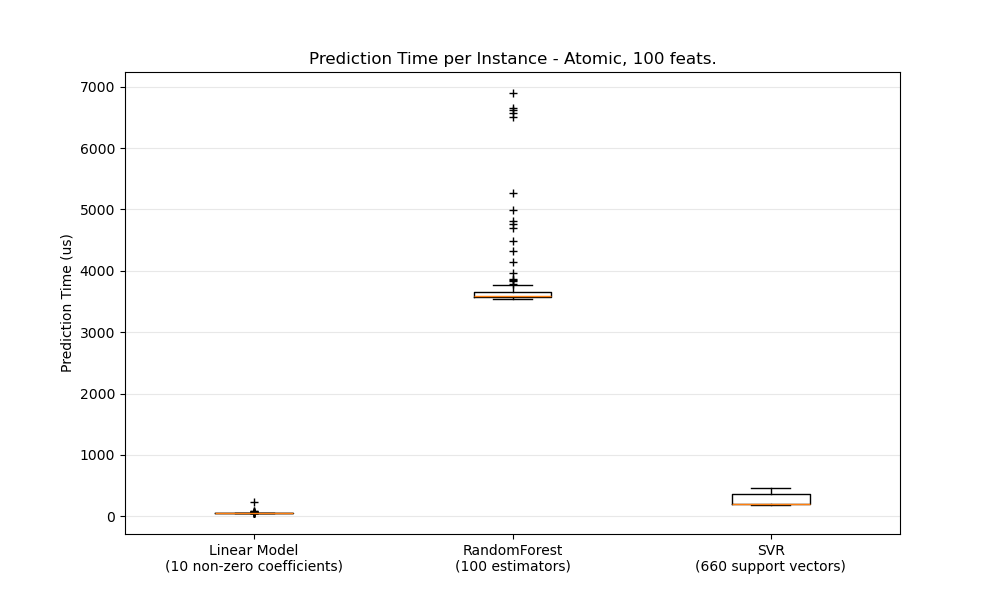 Prediction Time per Instance - Atomic, 100 feats.
Prediction Time (us)
7000
6000
5000
4000
3000
2000
1000
0
Linear Model
(10 non-zero coefficients)
RandomForest
(100 estimators)
SVR
(660 support vectors)